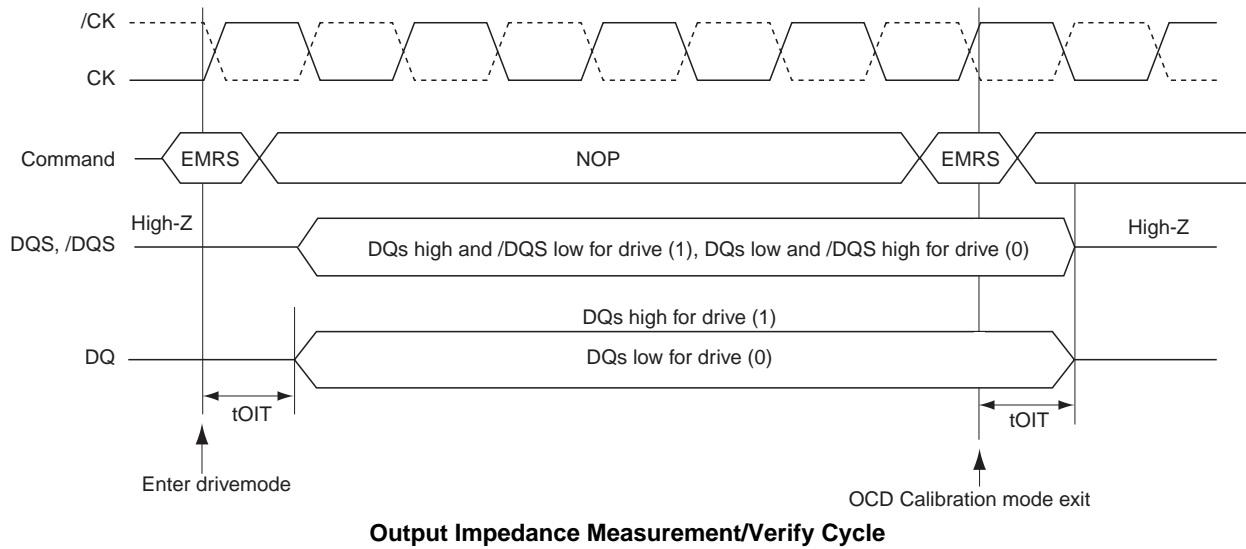 /CK
CK
Command
EMRS
NOP
EMRS
DQS, /DQS
High-Z
DQs high and /DQS low for drive (1), DQs low and /DQS high for drive (0)
High-Z
DQs high for drive (1)
DQ
DQs low for drive (0)
tOIT
tOIT
Enter drivemode
OCD Calibration mode exit
Output Impedance Measurement/Verify Cycle